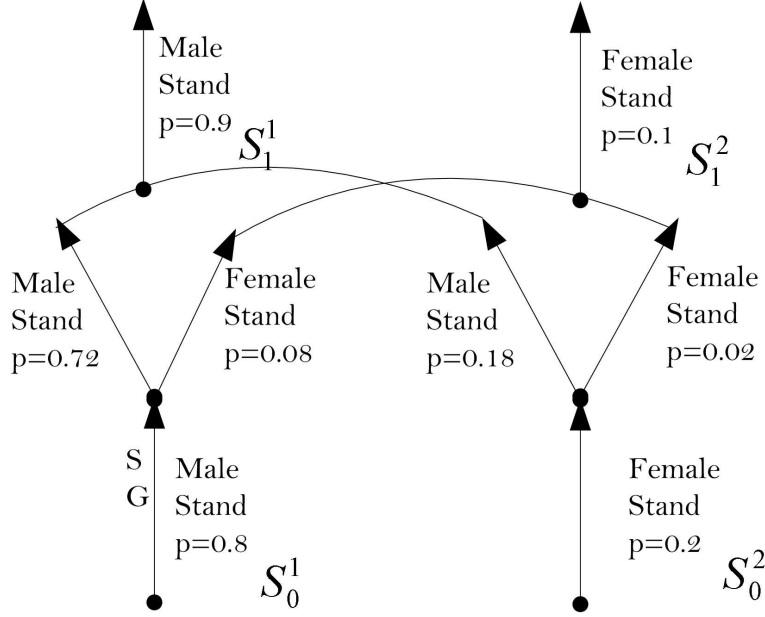 Male
Stand
p=0.9
S_1^1
Female
Stand
p=0.1
S_1^2
Male
Stand
p=0.72
Female
Stand
p=0.08
Male
Stand
p=0.18
Female
Stand
p=0.02
S
G
Male
Stand
p=0.8
S_0^1
Female
Stand
p=0.2
S_0^2